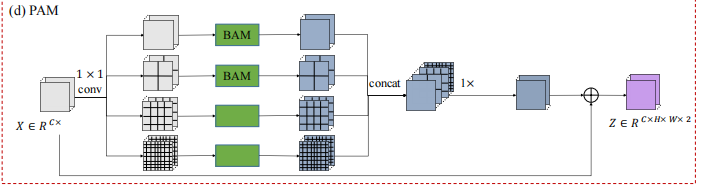 (d) PAM
BAM
1 × 1
conv
BAM
concat
1×
X ∈ R^{C×}
Z ∈ R^{C×H×W×2}